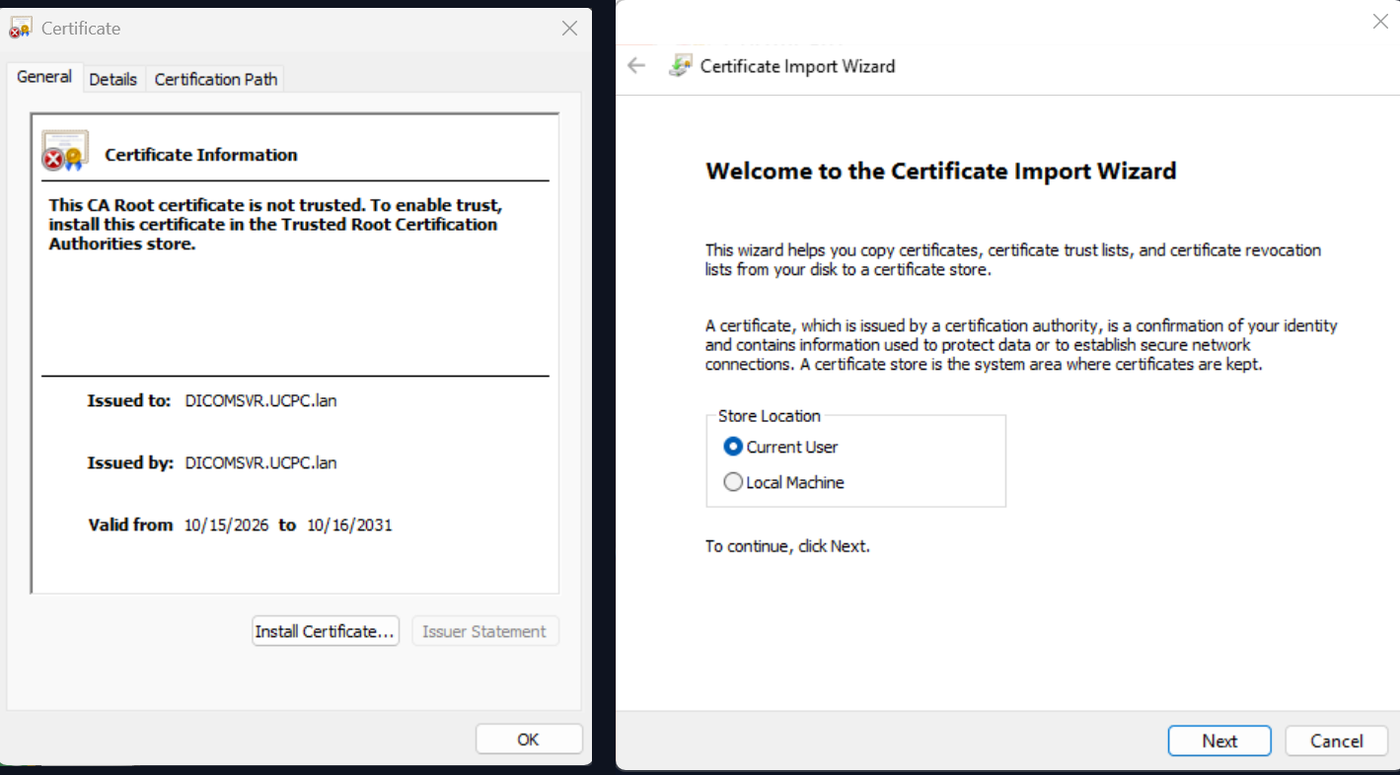 Certificate
General
Details
Certification Path
Certificate Information
This CA Root certificate is not trusted. To enable trust,
install this certificate in the Trusted Root Certification
Authorities store.
Issued to: DICOMSVR.UCPC.lan
Issued by: DICOMSVR.UCPC.lan
Valid from 10/15/2026 to 10/16/2031
Install Certificate...
Issuer Statement
OK
Certificate Import Wizard
Welcome to the Certificate Import Wizard
This wizard helps you copy certificates, certificate trust lists, and certificate revocation
lists from your disk to a certificate store.
A certificate, which is issued by a certification authority, is a confirmation of your identity
and contains information used to protect data or to establish secure network
connections. A certificate store is the system area where certificates are kept.
Store Location
Current User
Local Machine
To continue, click Next.
Next
Cancel